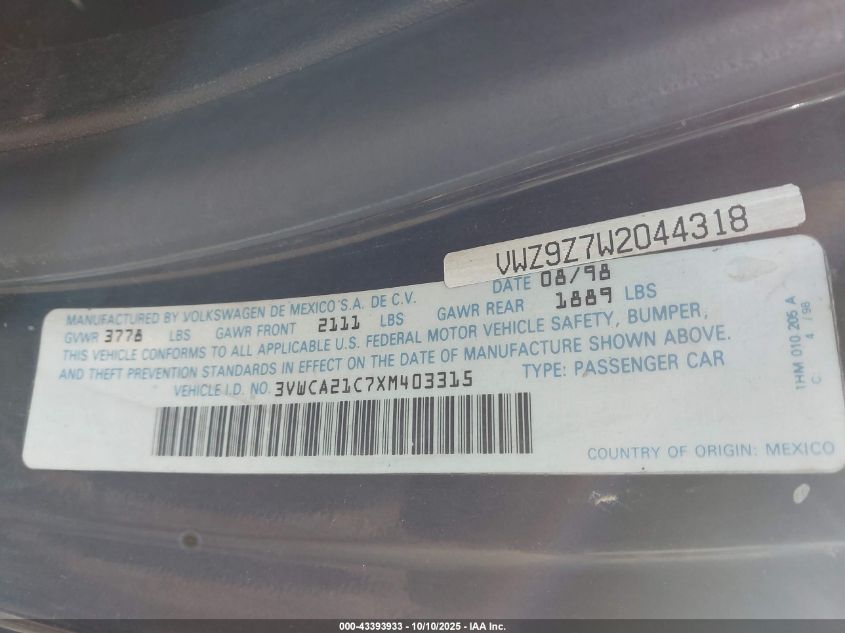 VWZ9Z7W2044318
MANUFACTURED BY VOLKSWAGEN DE MEXICO S.A. DE C.V. DATE 08/98
GVWR 3778 LBS GAWR FRONT 2111 LBS GAWR REAR 1889 LBS
THIS VEHICLE CONFORMS TO ALL APPLICABLE U.S. FEDERAL MOTOR VEHICLE SAFETY, BUMPER,
AND THEFT PREVENTION STANDARDS IN EFFECT ON THE DATE OF MANUFACTURE SHOWN ABOVE.
VEHICLE I.D. NO. 3VWCA21C7XM403315 TYPE: PASSENGER CAR
COUNTRY OF ORIGIN: MEXICO
1HM 010 205 A
C: 4 / 98
000-43393933 - 10/10/2025 - IAA Inc.